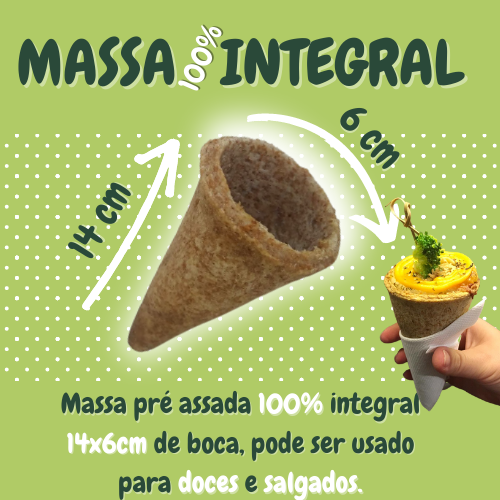 MASSA 100% INTEGRAL
14 cm
6 cm
Massa pré assada 100% integral
14x6cm de boca, pode ser usado
para doces e salgados.